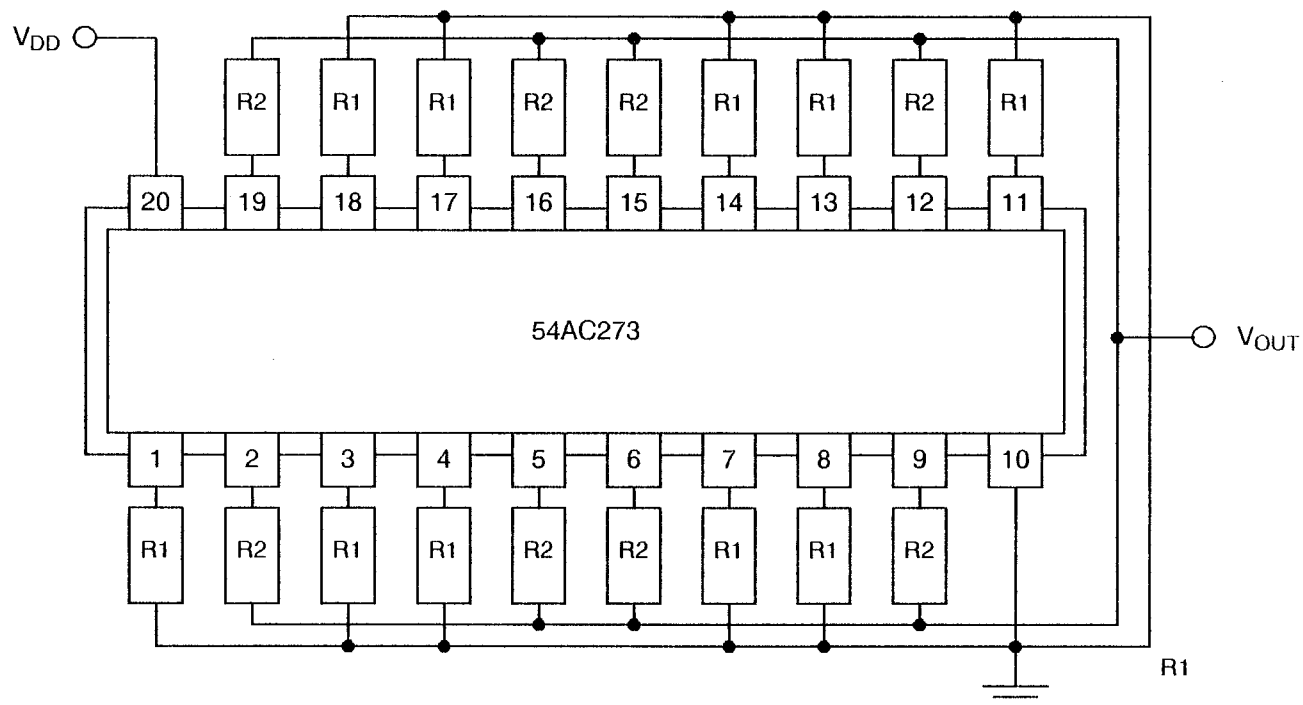 V_DD
R2 R1 R1 R2 R2 R1 R1 R2 R1
20 19 18 17 16 15 14 13 12 11
54AC273
V_OUT
1 2 3 4 5 6 7 8 9 10
R1 R2 R1 R1 R2 R2 R1 R1 R2
R1